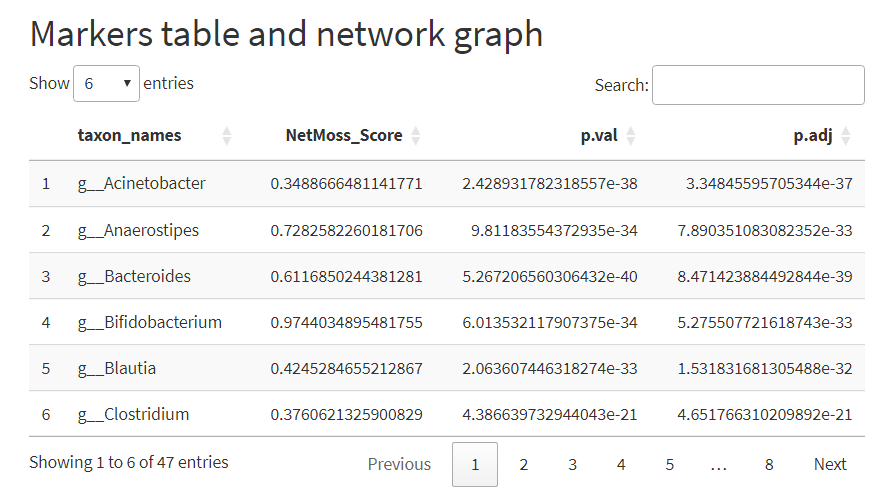 Markers table and network graph
Show 6 entries Search:
taxon_names NetMoss_Score p.val p.adj
1 g__Acinetobacter 0.3488666481141771 2.428931782318557e-38 3.34845595705344e-37
2 g__Anaerostipes 0.7282582260181706 9.81183554372935e-34 7.890351083082352e-33
3 g__Bacteroides 0.6116850244381281 5.267206560306432e-40 8.471423884492844e-39
4 g__Bifidobacterium 0.9744034895481755 6.013532117907375e-34 5.275507721618743e-33
5 g__Blautia 0.4245284655212867 2.063607446318274e-33 1.531831681305488e-32
6 g__Clostridium 0.3760621325900829 4.386639732944043e-21 4.651766310209892e-21
Showing 1 to 6 of 47 entries Previous 1 2 3 4 5 … 8 Next